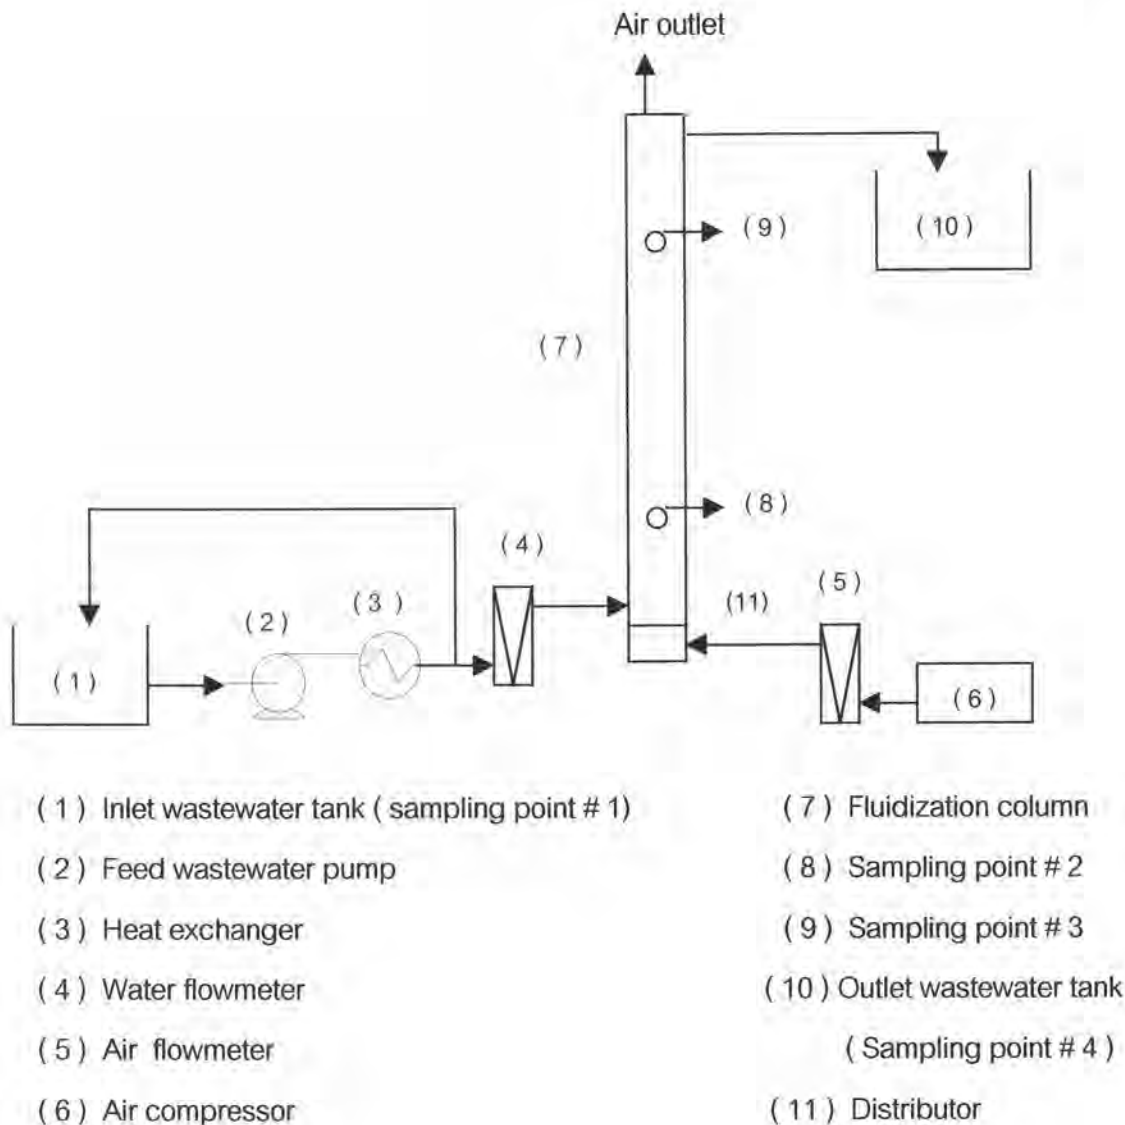 Air outlet
( 9 )
( 10 )
( 7 )
( 8 )
( 4 )
( 5 )
(11)
( 3 )
(2)
( 1 )
( 6 )
( 1 ) Inlet wastewater tank ( sampling point # 1)
( 2 ) Feed wastewater pump
( 3 ) Heat exchanger
( 4 ) Water flowmeter
( 5 ) Air flowmeter
( 6 ) Air compressor
( 7 ) Fluidization column
( 8 ) Sampling point # 2
( 9 ) Sampling point # 3
( 10 ) Outlet wastewater tank
( Sampling point # 4 )
( 11 ) Distributor